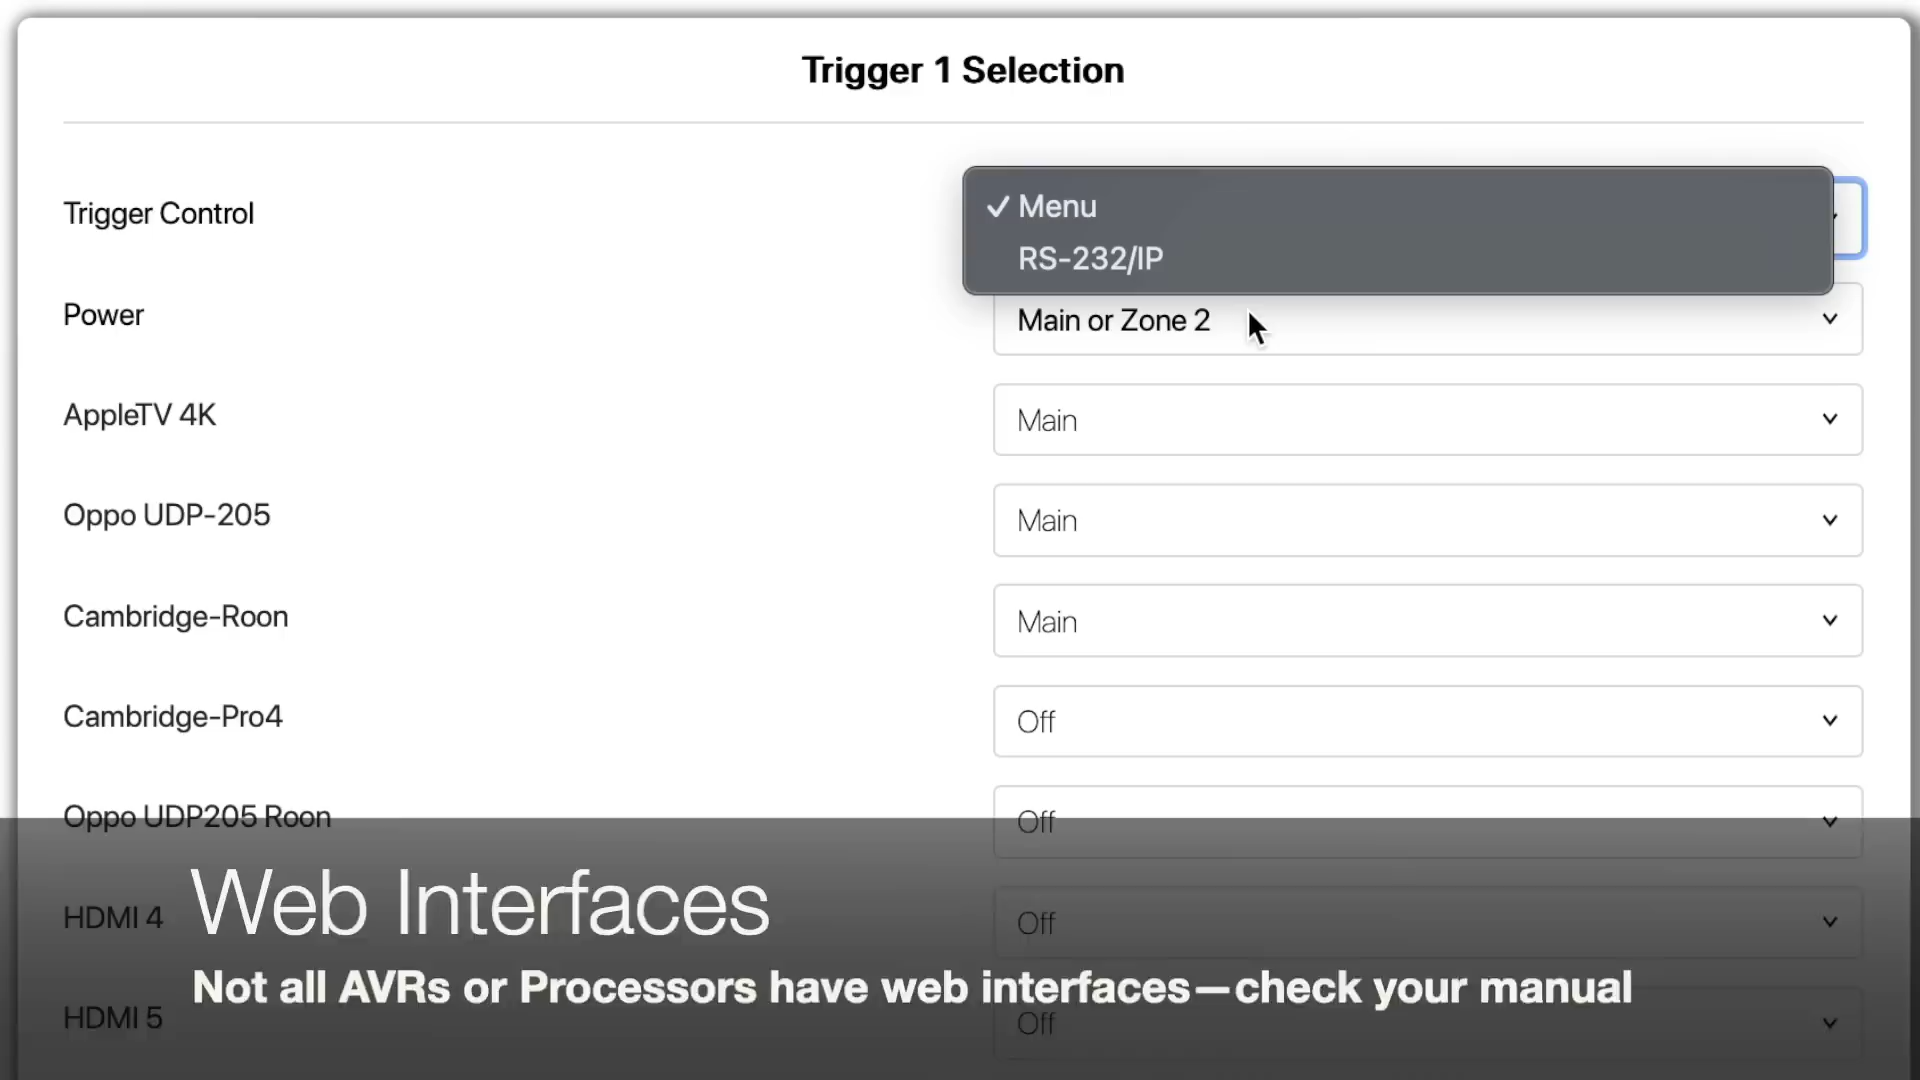 Trigger 1 Selection
Trigger Control
Menu
RS-232/IP
Power
Main or Zone 2
AppleTV 4K
Main
Oppo UDP-205
Main
Cambridge-Roon
Main
Cambridge-Pro4
Off
Oppo UDP205 Roon
Off
HDMI 4
Off
HDMI 5
Off
Web Interfaces
Not all AVRs or Processors have web interfaces—check your manual